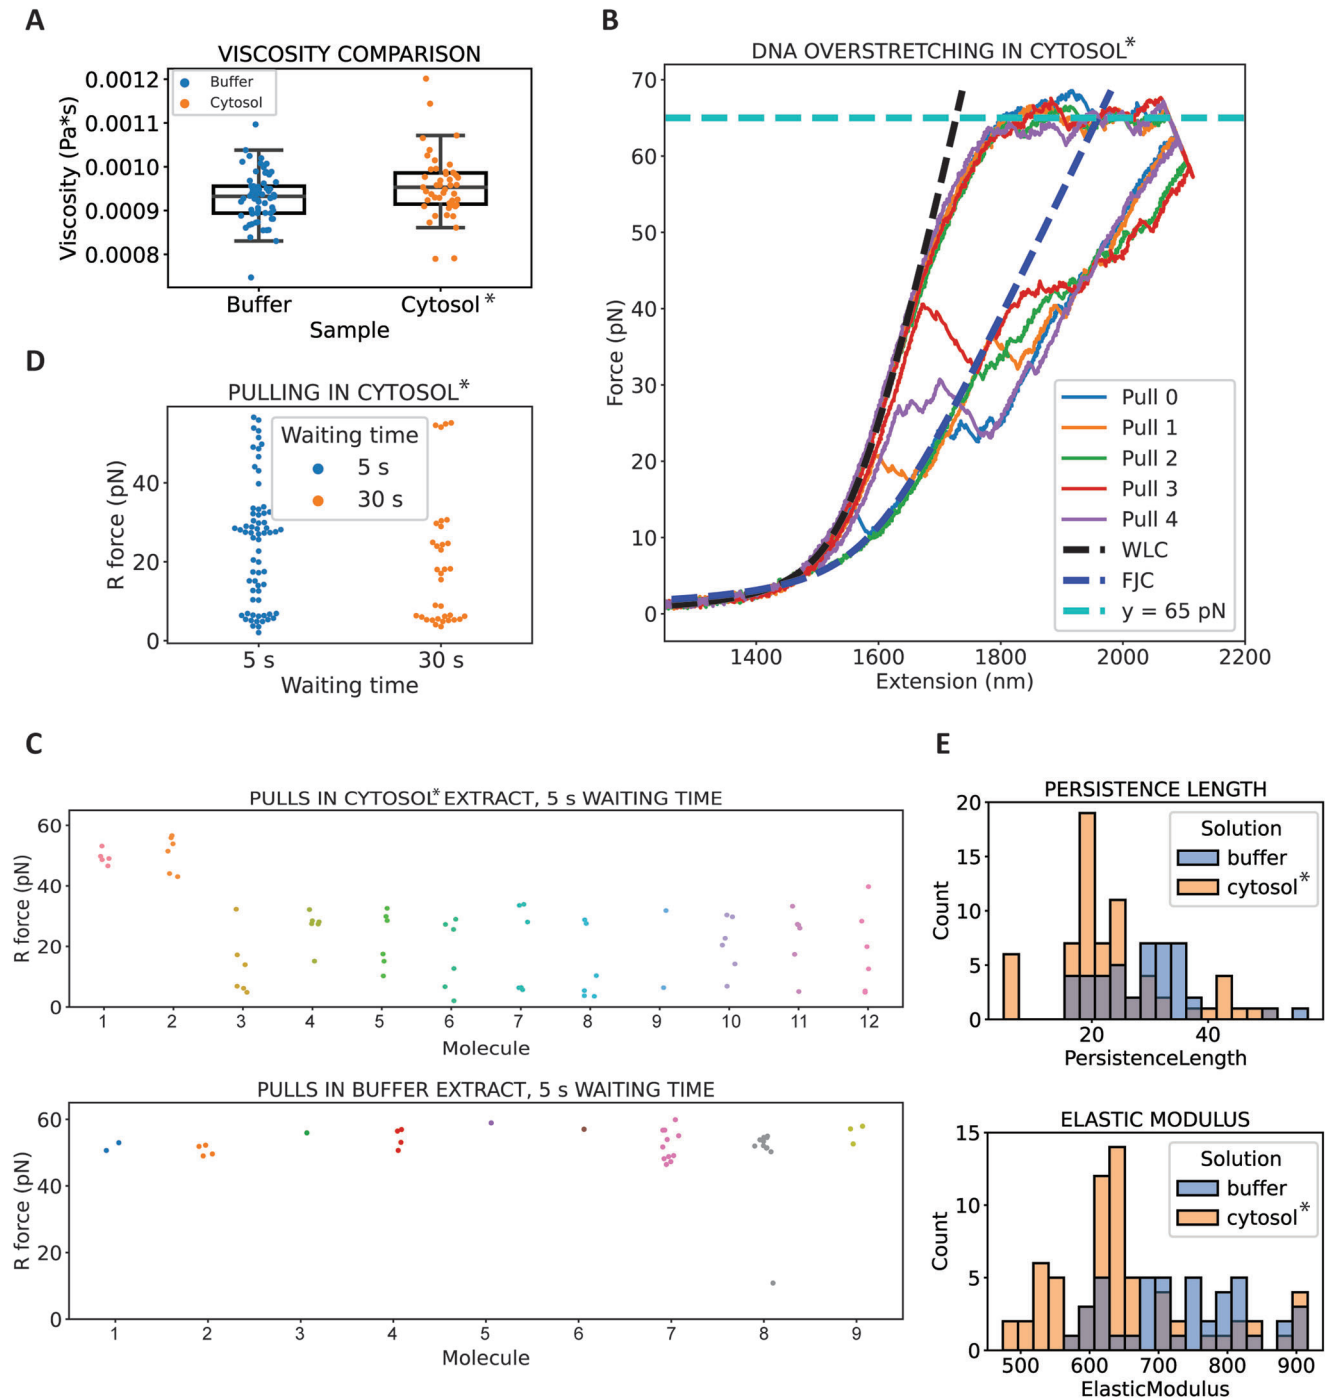 A
VISCOSITY COMPARISON
Buffer
Cytosol
0.0012
0.0011
0.0010
0.0009
0.0008
Viscosity (Pa*s)
Buffer
Cytosol*
Sample
B
DNA OVERSTRETCHING IN CYTOSOL*
70
60
50
40
30
20
10
0
Force (pN)
Pull 0
Pull 1
Pull 2
Pull 3
Pull 4
WLC
FJC
y = 65 pN
1400
1600
1800
2000
2200
Extension (nm)
D
PULLING IN CYTOSOL*
Waiting time
5 s
30 s
40
20
0
R force (pN)
5 s
30 s
Waiting time
C
PULLS IN CYTOSOL* EXTRACT, 5 s WAITING TIME
60
40
20
0
R force (pN)
1
2
3
4
5
6
7
8
9
10
11
12
Molecule
PULLS IN BUFFER EXTRACT, 5 s WAITING TIME
60
40
20
0
R force (pN)
1
2
3
4
5
6
7
8
9
Molecule
E
PERSISTENCE LENGTH
20
15
10
5
0
Count
Solution
buffer
cytosol*
20
40
PersistenceLength
ELASTIC MODULUS
15
10
5
0
Count
Solution
buffer
cytosol*
500
600
700
800
900
ElasticModulus